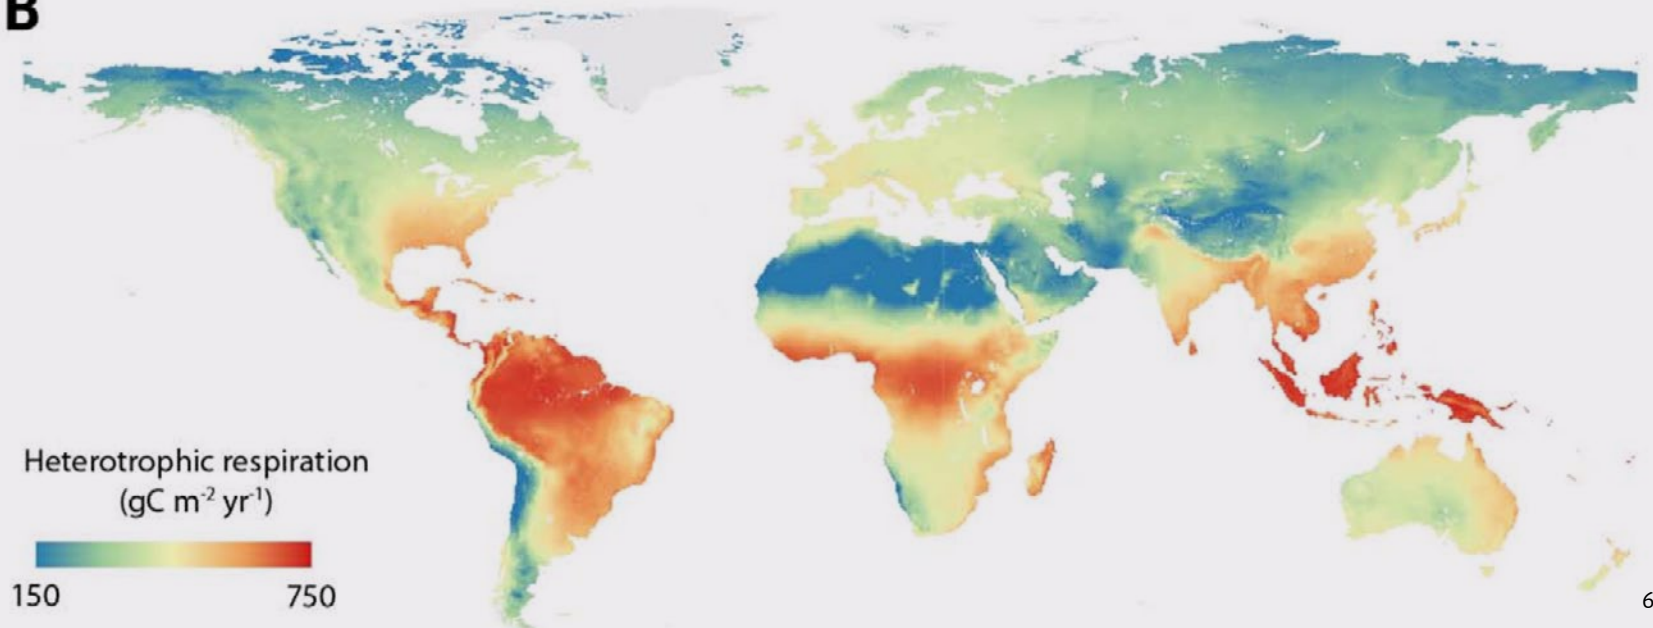 B
Heterotrophic respiration
(gC m⁻² yr⁻¹)
150 750
6